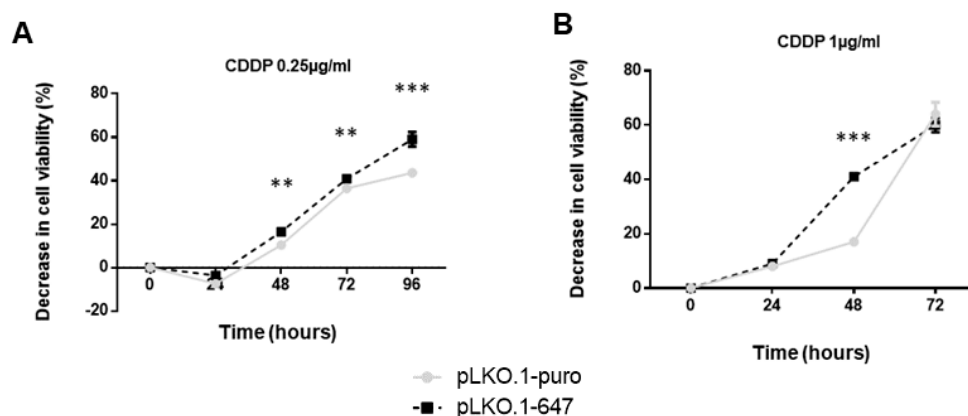 A
CDDP 0.25µg/ml
Decrease in cell viability (%)
80
60
40
20
0
-20
***
**
**
0
24
48
72
96
Time (hours)
B
CDDP 1µg/ml
Decrease in cell viability (%)
80
60
40
20
0
***
0
24
48
72
Time (hours)
pLKO.1-puro
pLKO.1-647